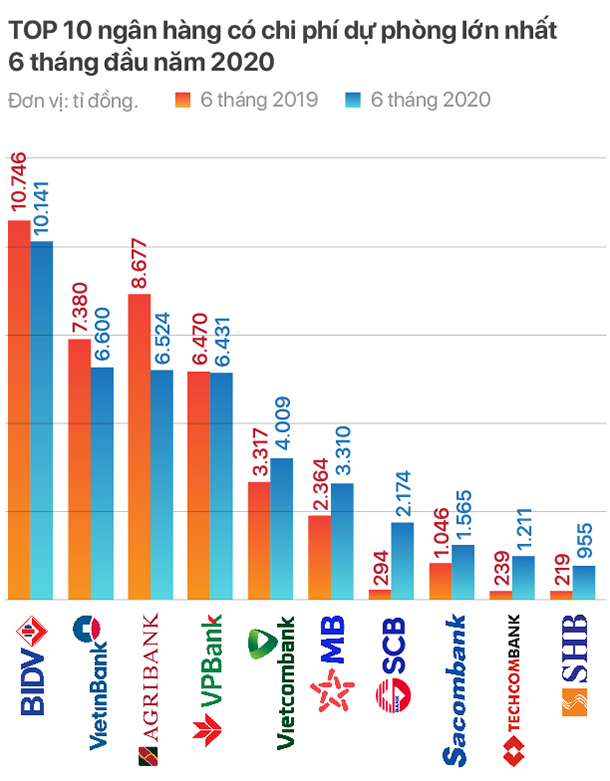 TOP 10 ngân hàng có chi phí dự phòng lớn nhất
6 tháng đầu năm 2020
Đơn vị: tỉ đồng.
6 tháng 2019
6 tháng 2020
10.746
10.141
7.380
6.600
8.677
6.524
6.470
6.431
3.317
4.009
2.364
3.310
294
2.174
1.046
1.565
239
1.211
219
955
BIDV
VietinBank
AGRIBANK
VPBank
Vietcombank
MB
SCB
BANK
Sacombank
TECHCOMBANK
SHB